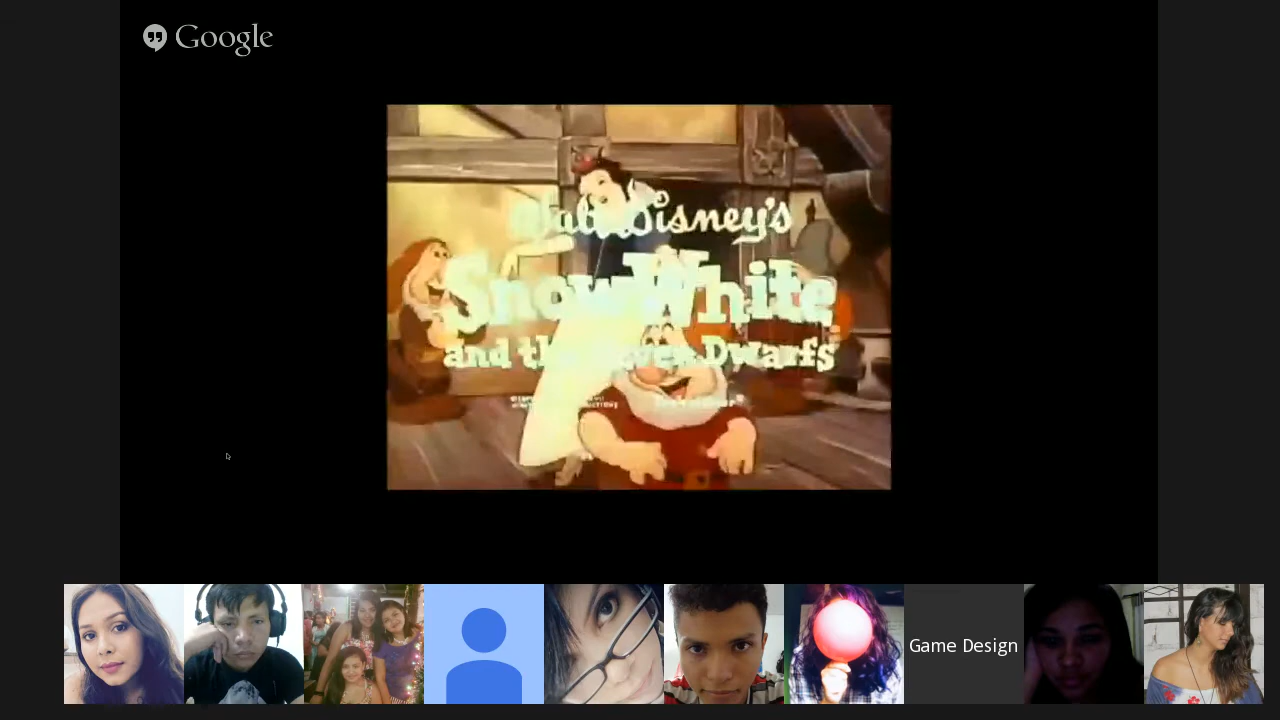 Google
Walt Disney's
Snow White
and the Seven Dwarfs
Game Design